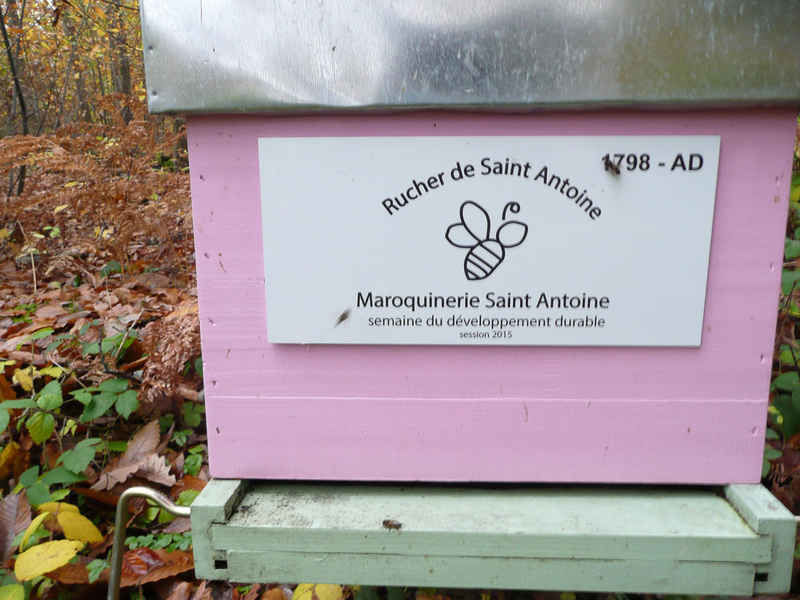 1798 - AD
Rucher de Saint Antoine
Maroquinerie Saint Antoine
semaine du développement durable
session 2015